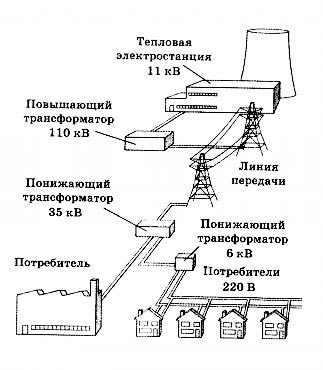 Тепловая
электростанция
11 кВ
Повышающий
трансформатор
110 кВ
Линия
передачи
Понижающий
трансформатор
35 кВ
Понижающий
трансформатор
6 кВ
Потребитель
Потребители
220 В